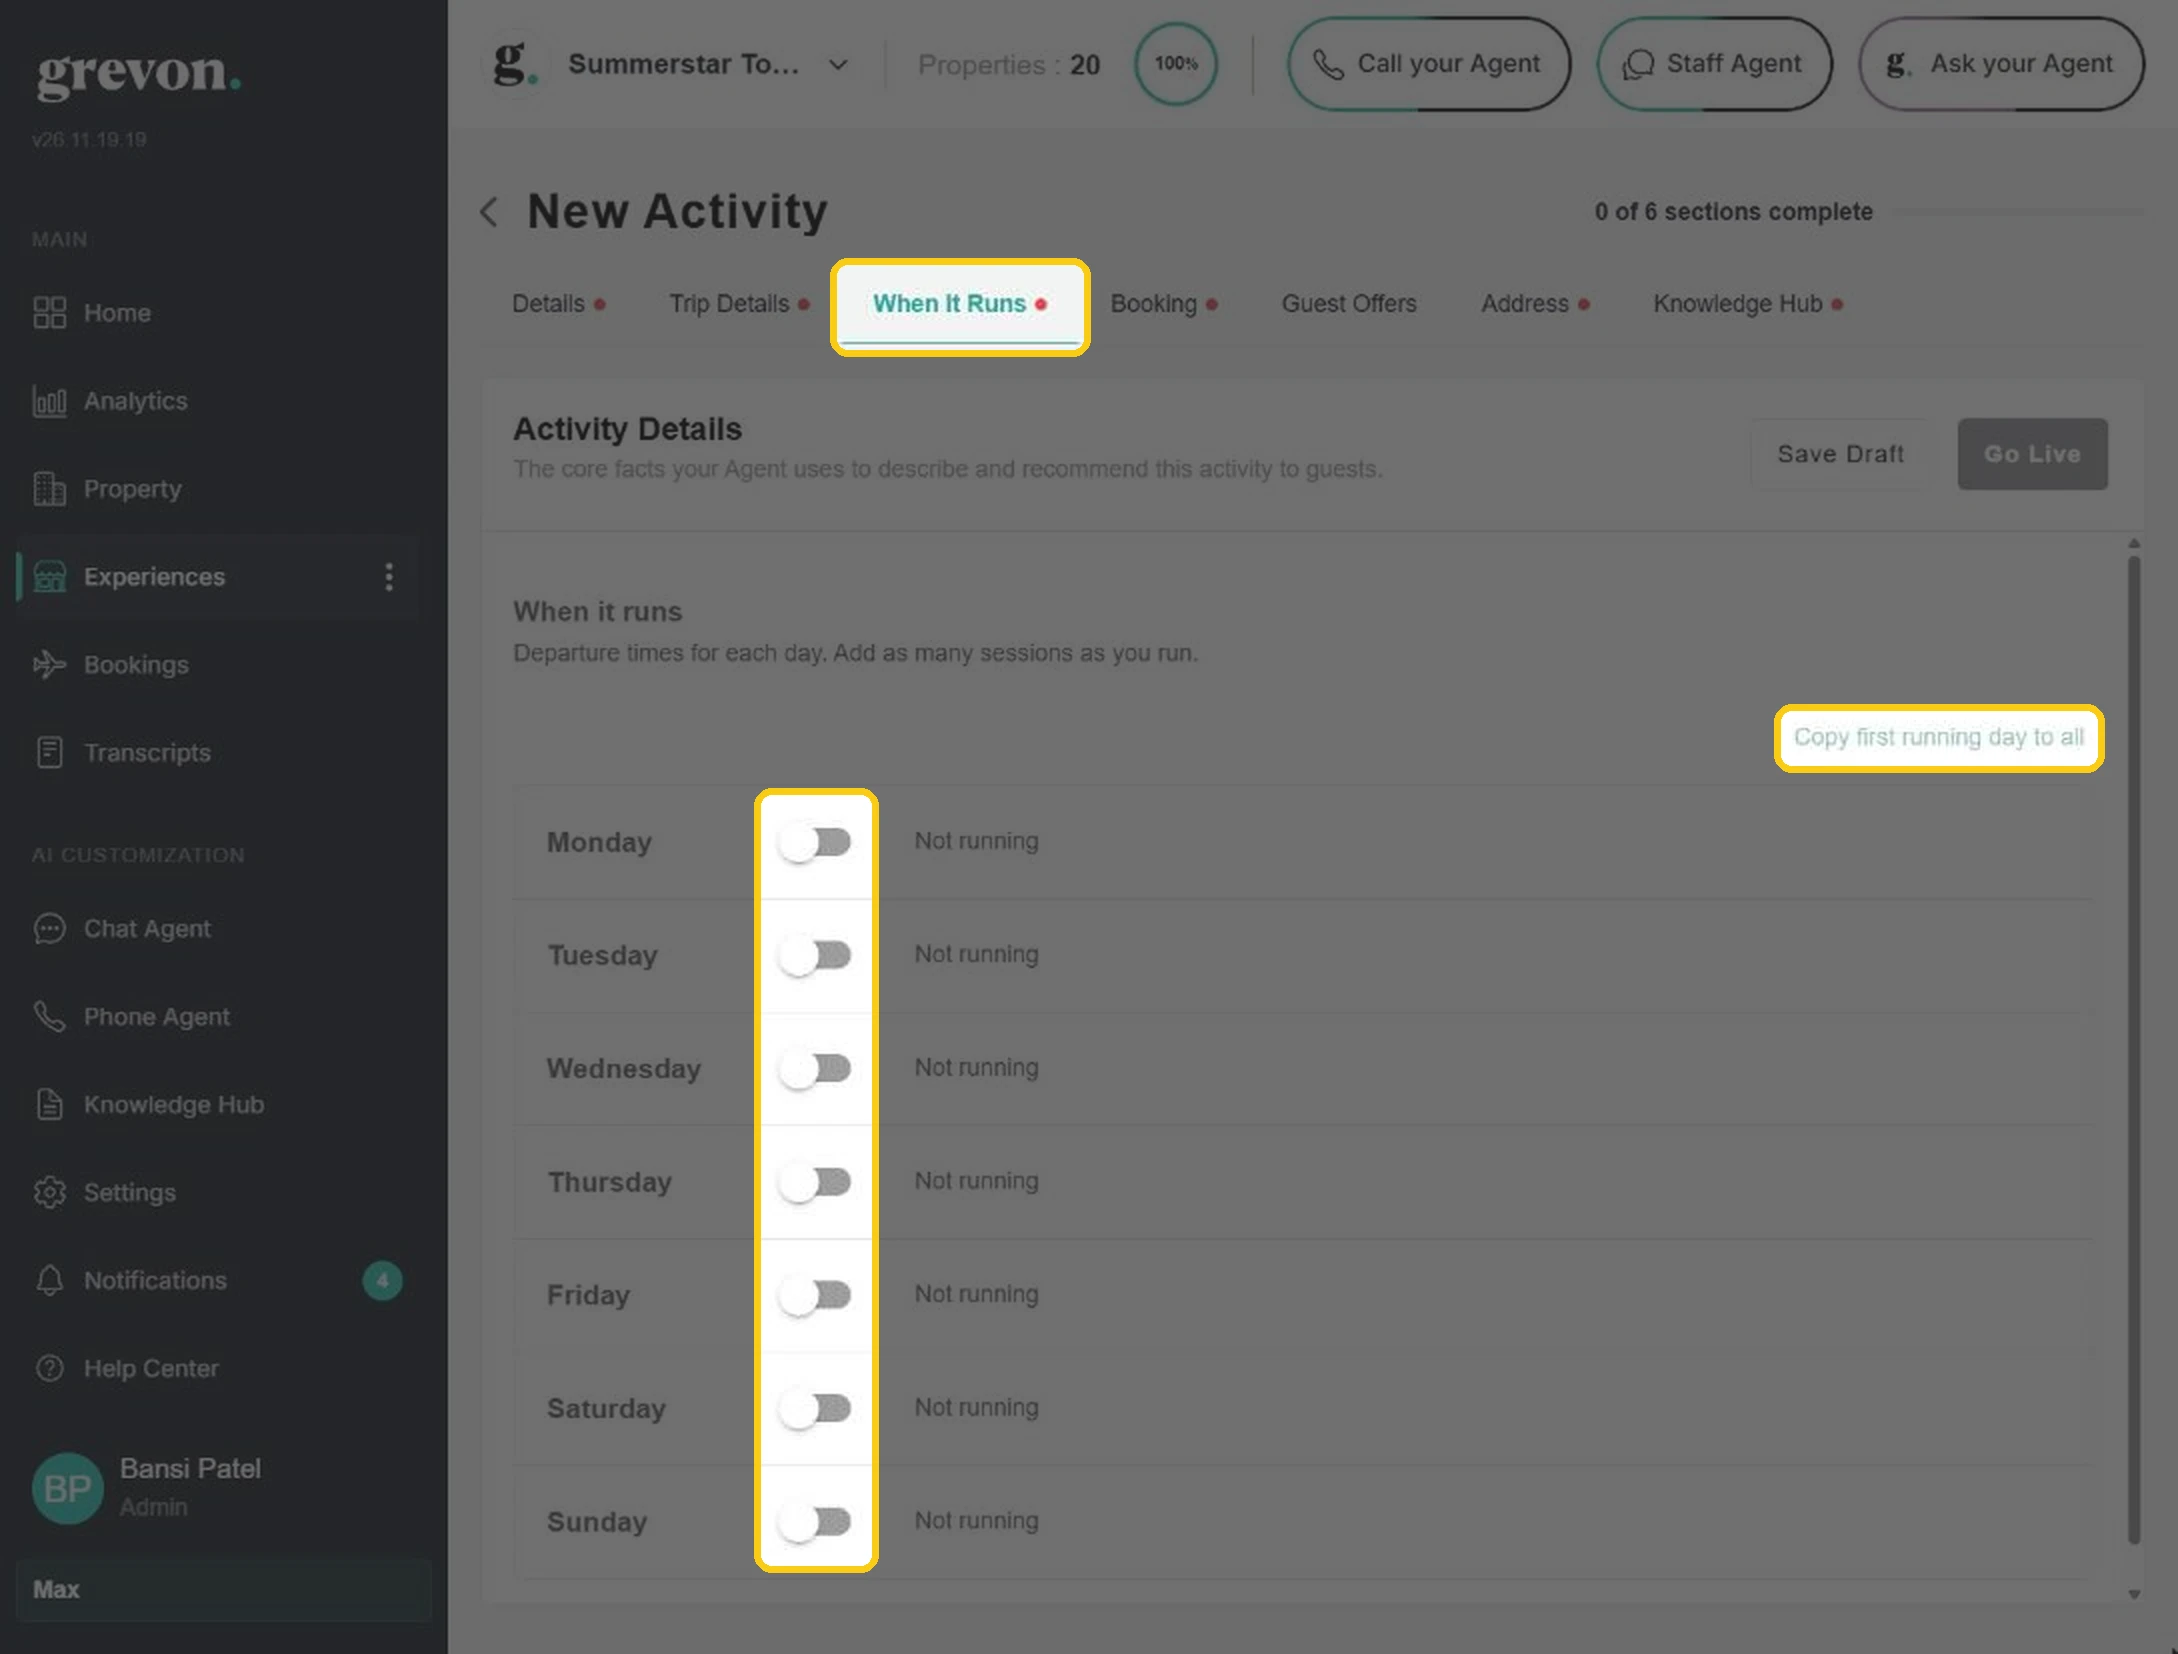 grevon.
v26.11.19.19
MAIN
Home
Analytics
Property
Experiences
Bookings
Transcripts
AI CUSTOMIZATION
Chat Agent
Phone Agent
Knowledge Hub
Settings
Notifications 4
Help Center
BP
Bansi Patel
Admin
Max
g. Summerstar To... Properties : 20 100% Call your Agent Staff Agent g. Ask your Agent
New Activity 0 of 6 sections complete
Details Trip Details When It Runs Booking Guest Offers Address Knowledge Hub
Activity Details
The core facts your Agent uses to describe and recommend this activity to guests.
Save Draft Go Live
When it runs
Departure times for each day. Add as many sessions as you run.
Copy first running day to all
Monday Not running
Tuesday Not running
Wednesday Not running
Thursday Not running
Friday Not running
Saturday Not running
Sunday Not running